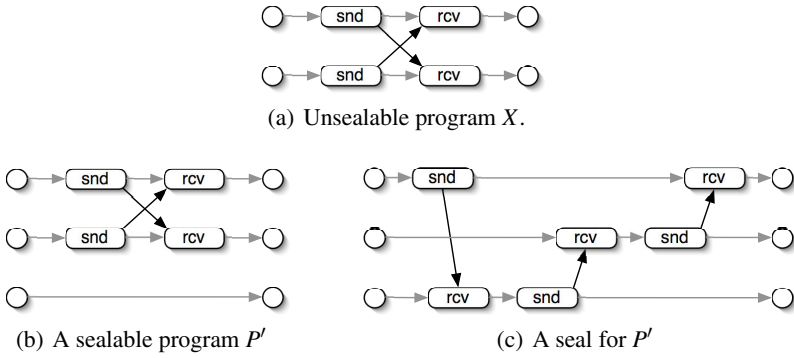 snd rcv
snd rcv
(a) Unsealable program X.
snd rcv
snd rcv
(b) A sealable program P′
snd rcv
rcv snd
rcv snd
(c) A seal for P′